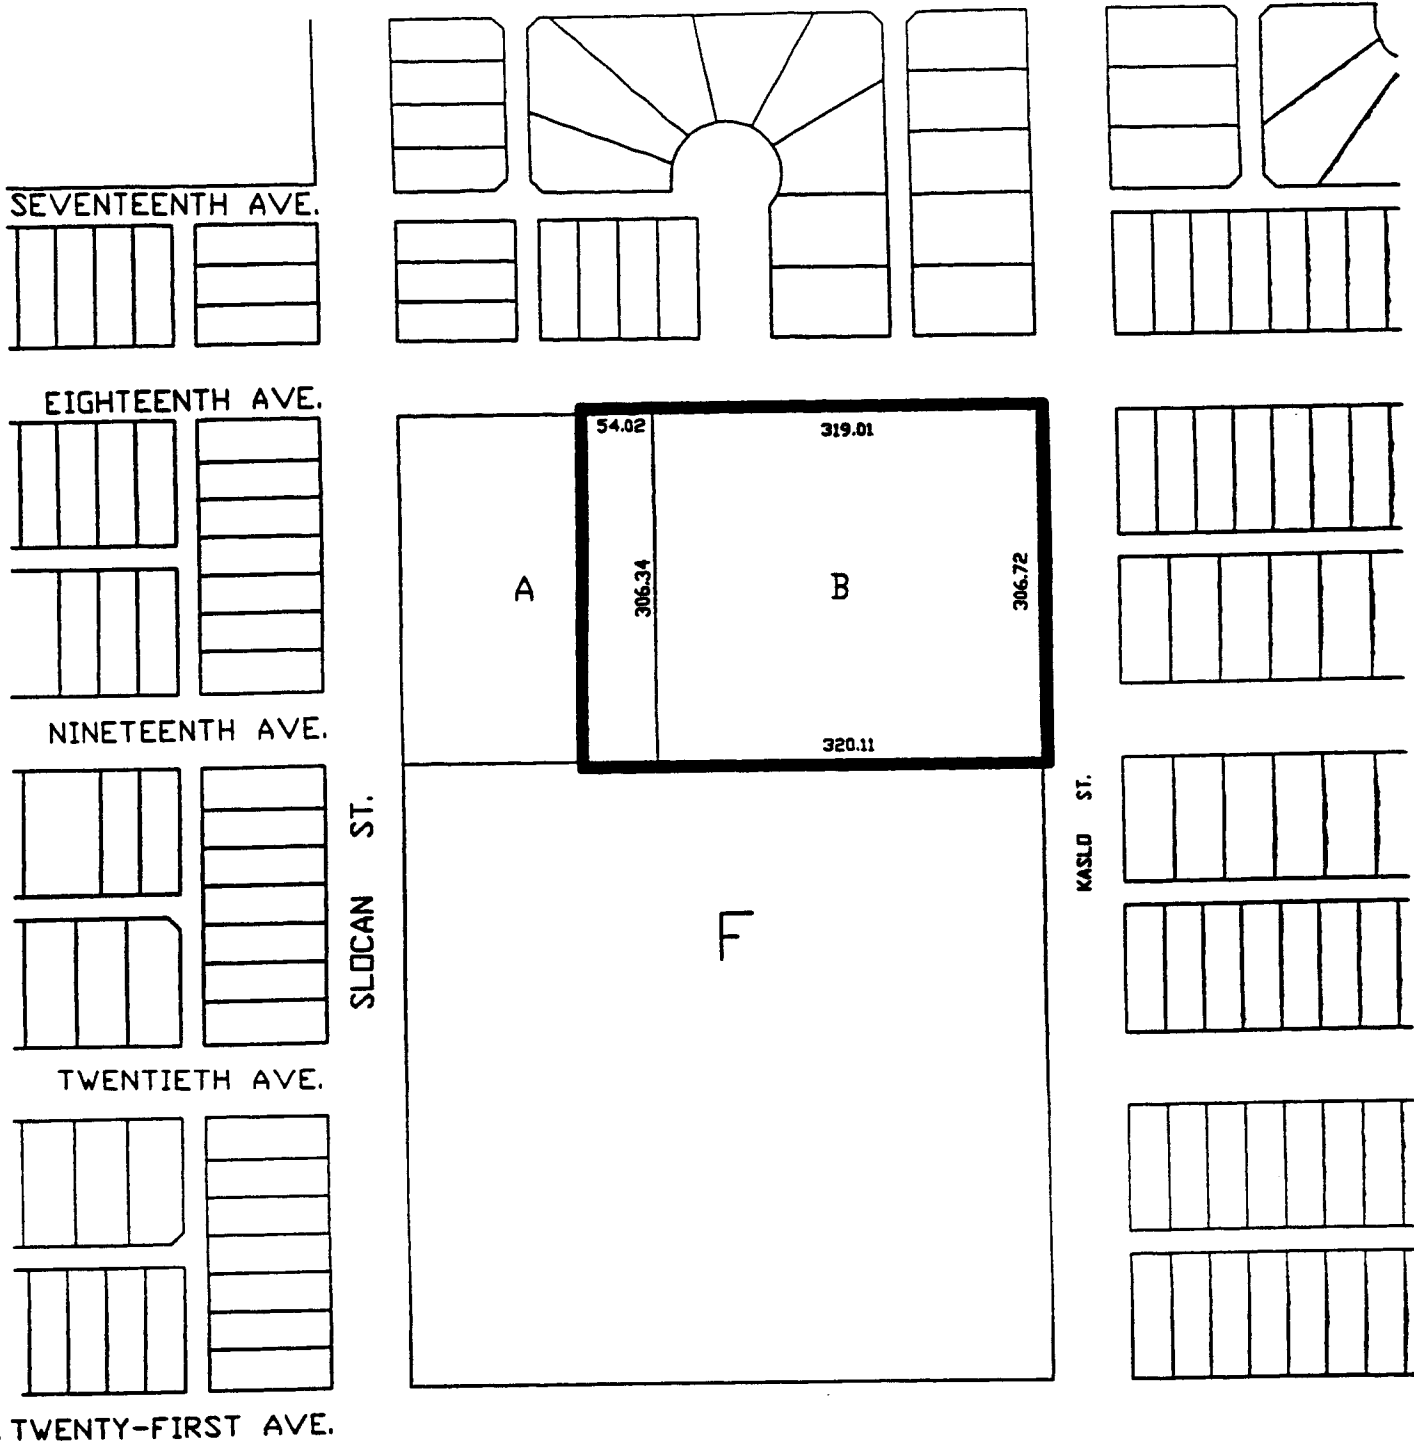 SEVENTEENTH AVE.
EIGHTEENTH AVE.
54.02
319.01
A
306.34
B
306.72
NINETEENTH AVE.
320.11
SLOCAN ST.
KASLO ST.
F
TWENTIETH AVE.
TWENTY-FIRST AVE.